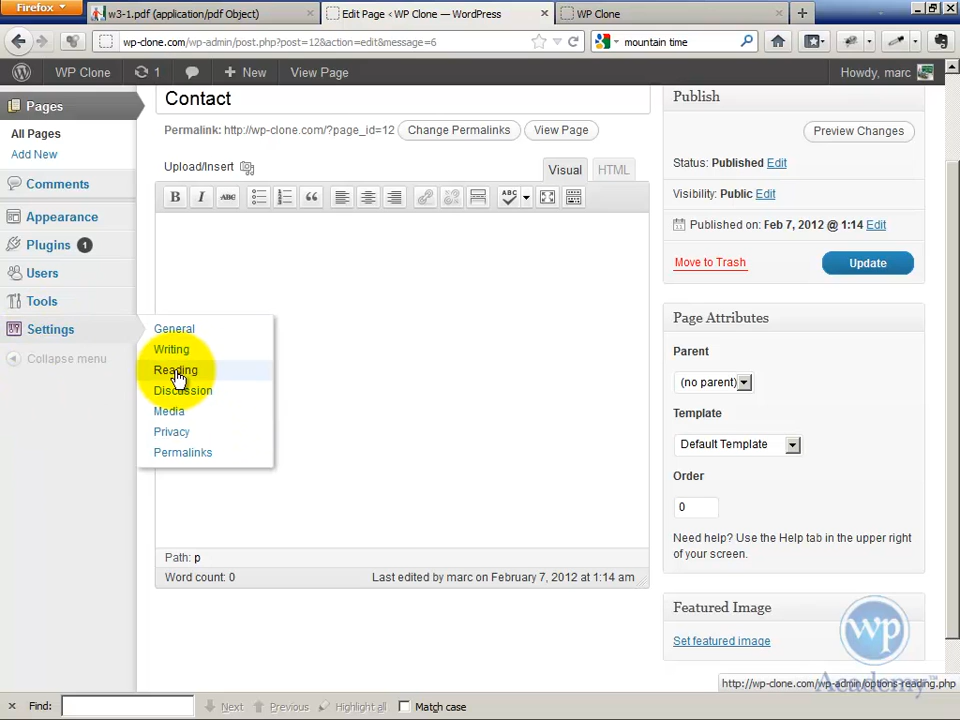 Firefox
w3-1.pdf (application/pdf Object)
Edit Page ‹ WP Clone — WordPress
WP Clone
wp-clone.com/wp-admin/post.php?post=12&action=edit&message=6
mountain time
WP Clone
1
New
View Page
Howdy, marc
Pages
All Pages
Add New
Comments
Appearance
Plugins 1
Users
Tools
Settings
Collapse menu
General
Writing
Reading
Discussion
Media
Privacy
Permalinks
Contact
Permalink: http://wp-clone.com/?page_id=12
Change Permalinks
View Page
Upload/Insert
Visual
HTML
B I ABC
ABC
Path: p
Word count: 0
Last edited by marc on February 7, 2012 at 1:14 am
Publish
Preview Changes
Status: Published Edit
Visibility: Public Edit
Published on: Feb 7, 2012 @ 1:14 Edit
Move to Trash
Update
Page Attributes
Parent
(no parent)
Template
Default Template
Order
0
Need help? Use the Help tab in the upper right
of your screen.
Featured Image
Set featured image
WP
Academy™
http://wp-clone.com/wp-admin/options-reading.php
Find:
Next
Previous
Highlight all
Match case